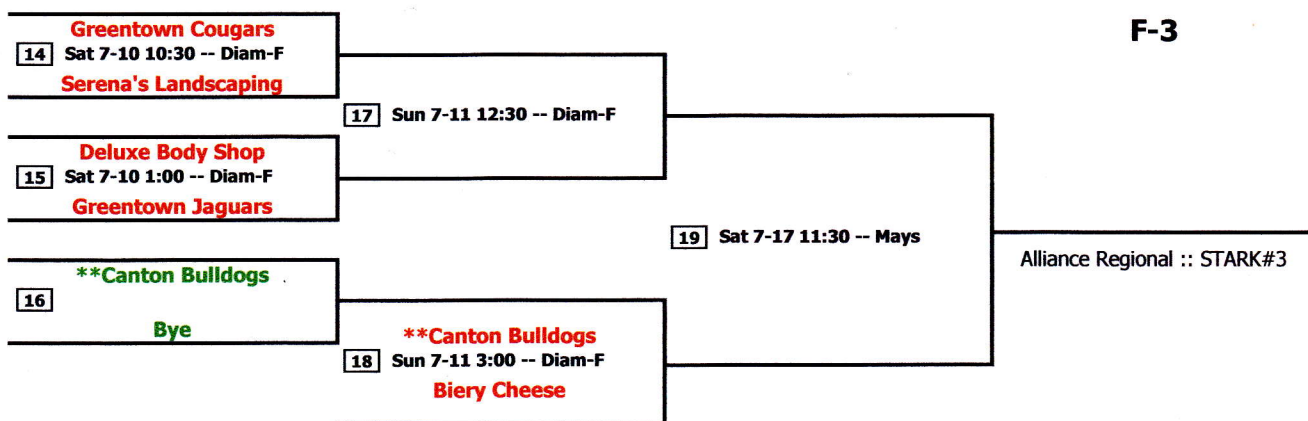 F-3
Greentown Cougars
14 Sat 7-10 10:30 -- Diam-F
Serena's Landscaping
17 Sun 7-11 12:30 -- Diam-F
Deluxe Body Shop
15 Sat 7-10 1:00 -- Diam-F
Greentown Jaguars
19 Sat 7-17 11:30 -- Mays
Alliance Regional :: STARK#3
**Canton Bulldogs
16
Bye
**Canton Bulldogs
18 Sun 7-11 3:00 -- Diam-F
Biery Cheese